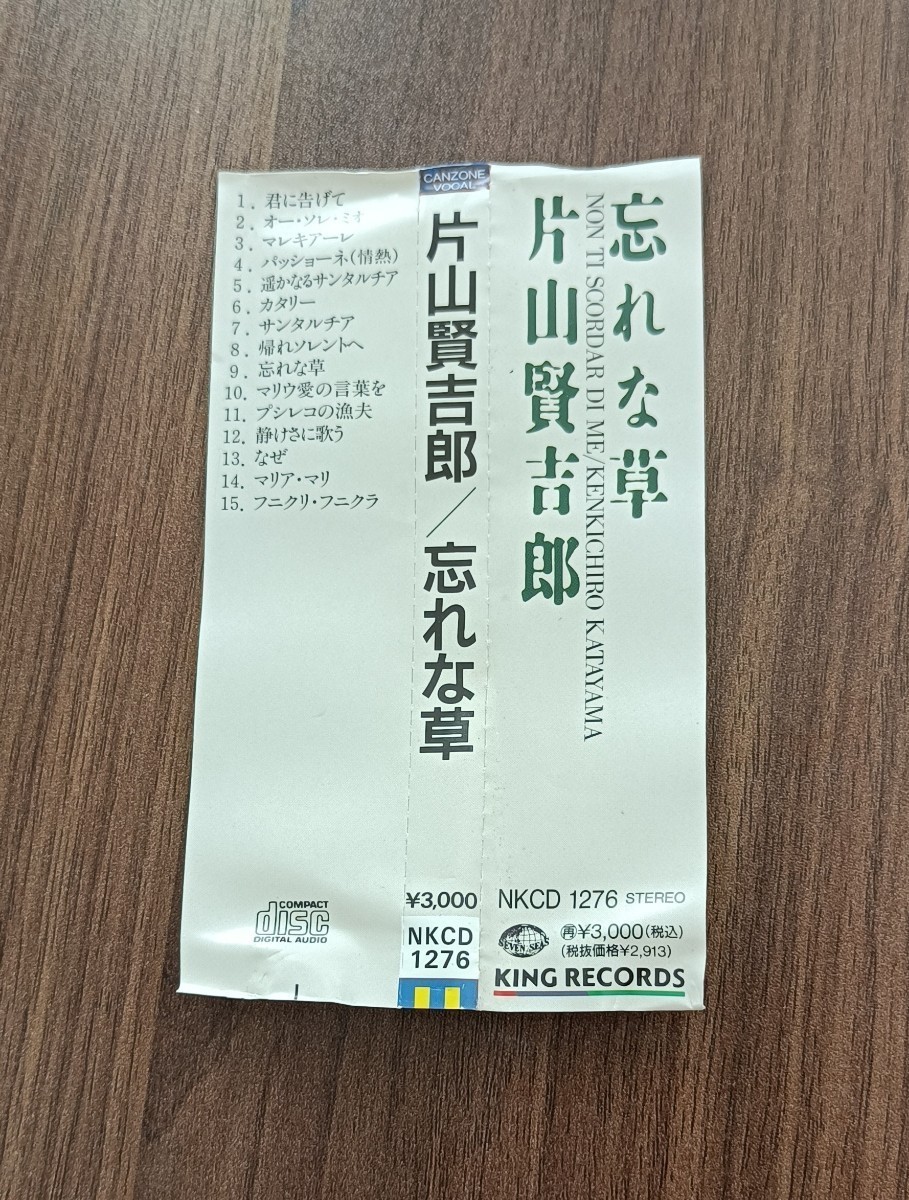 1. 君に告げて
2. オー・ソレ・ミオ
3. マレキアーレ
4. パッショーネ(情熱)
5. 遥かなるサンタルチア
6. カタリー
7. サンタルチア
8. 帰れソレントへ
9. 忘れな草
10. マリウ愛の言葉を
11. プシレコの漁夫
12. 静けさに歌う
13. なぜ
14. マリア・マリ
15. フニクリ・フニクラ
COMPACT
disc
DIGITAL AUDIO
CANZONE
VOCAL
片山賢吉郎/忘れな草
¥3,000
NKCD
1276
忘れな草
NON TI SCORDAR DI ME/KENKICHIRO KATAYAMA
片山賢吉郎
NKCD 1276 STEREO
SEVEN SEAS
㊢¥3,000(税込)
(税抜価格¥2,913)
KING RECORDS